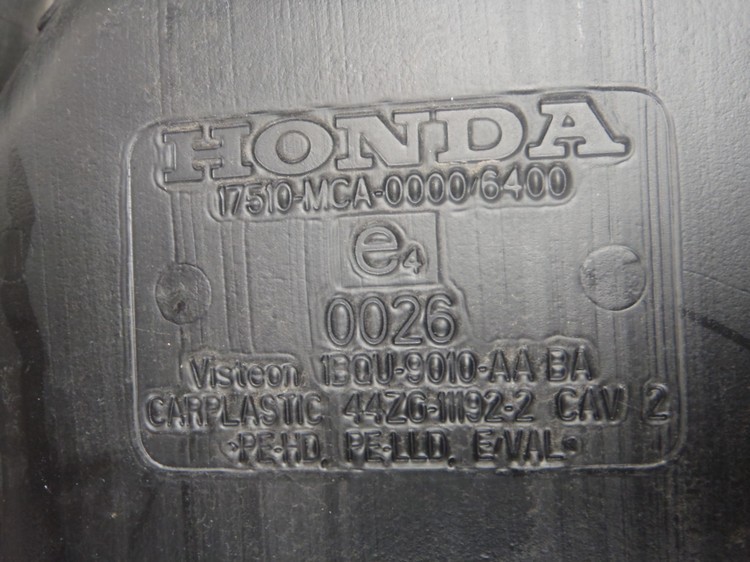 HONDA
17510-MCA-0000/6400
e4
0026
Visteon 1BQU-9010-AA-BA
CARPLASTIC 44ZG-11192-2 CAV 2
·PE-HD, PE-LLD, E/VAL·